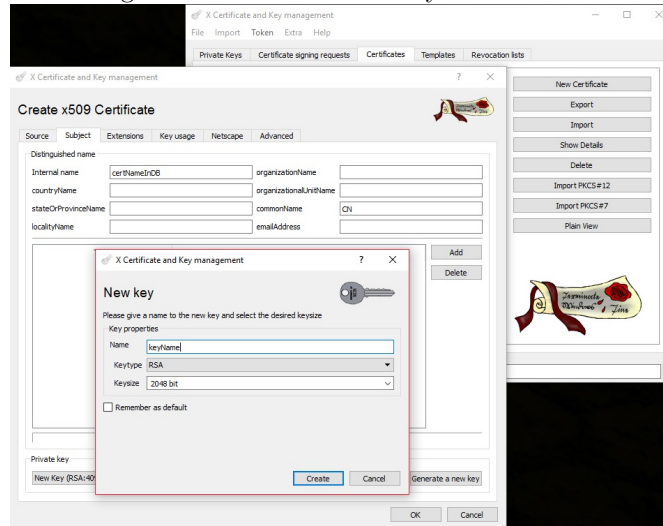 X Certificate and Key management
File Import Token Extra Help
Private Keys Certificate signing requests Certificates Templates Revocation lists
New Certificate
Export
Import
Show Details
Delete
Import PKCS#12
Import PKCS#7
Plain View
X Certificate and Key management
Create x509 Certificate
Source Subject Extensions Key usage Netscape Advanced
Distinguished name
Internal name certNameInDB organizationName
countryName organizationalUnitName
stateOrProvinceName commonName CN
localityName emailAddress
Add
Delete
X Certificate and Key management
New key
Please give a name to the new key and select the desired keysize
Key properties
Name keyName
Keytype RSA
Keysize 2048 bit
Remember as default
Create Cancel
Private key
New Key (RSA:40 Generate a new key
OK Cancel